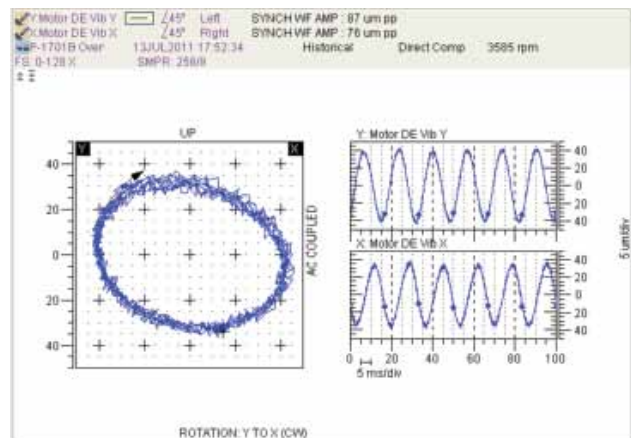 Y:Motor DE Vib Y ∠45° Left SYNCH WF AMP : 87 um pp
X:Motor DE Vib X ∠45° Right SYNCH WF AMP : 76 um pp
P-1701B Over 13JUL2011 17:52:34 Historical Direct Comp 3585 rpm
FS: 0-128 X SMPR: 256/8
UP
Y
X
40
20
0
20
40
AC COUPLED
Y: Motor DE Vib Y
40
20
0
20
40
X: Motor DE Vib X
40
20
0
20
40
5 um/div
0 20 40 60 80 100
5 ms/div
ROTATION: Y TO X (CW)